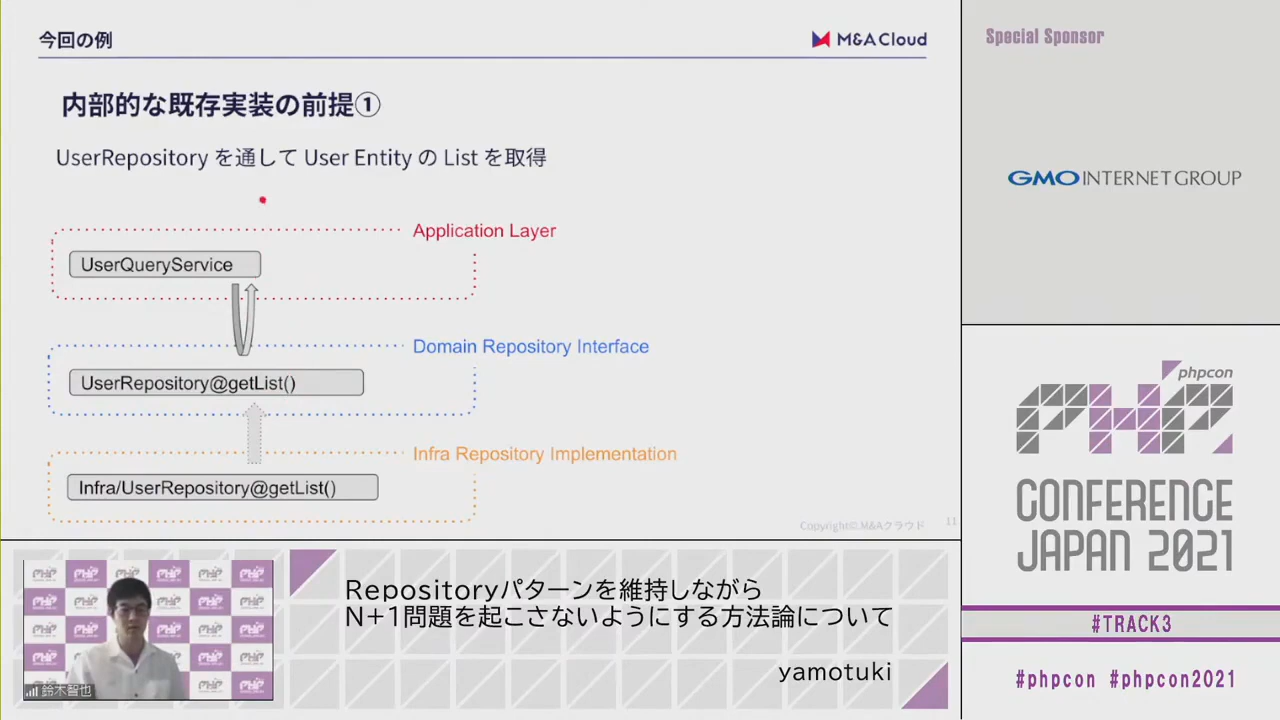 今回の例
M&A Cloud
内部的な既存実装の前提①
UserRepository を通して User Entity の List を取得
Application Layer
UserQueryService
Domain Repository Interface
UserRepository@getList()
Infra Repository Implementation
Infra/UserRepository@getList()
Copyright© M&Aクラウド
11
Repositoryパターンを維持しながら
N+1問題を起こさないようにする方法論について
yamotuki
鈴木智也
Special Sponsor
GMO INTERNET GROUP
phpcon
PHP
CONFERENCE
JAPAN 2021
#TRACK3
#phpcon #phpcon2021